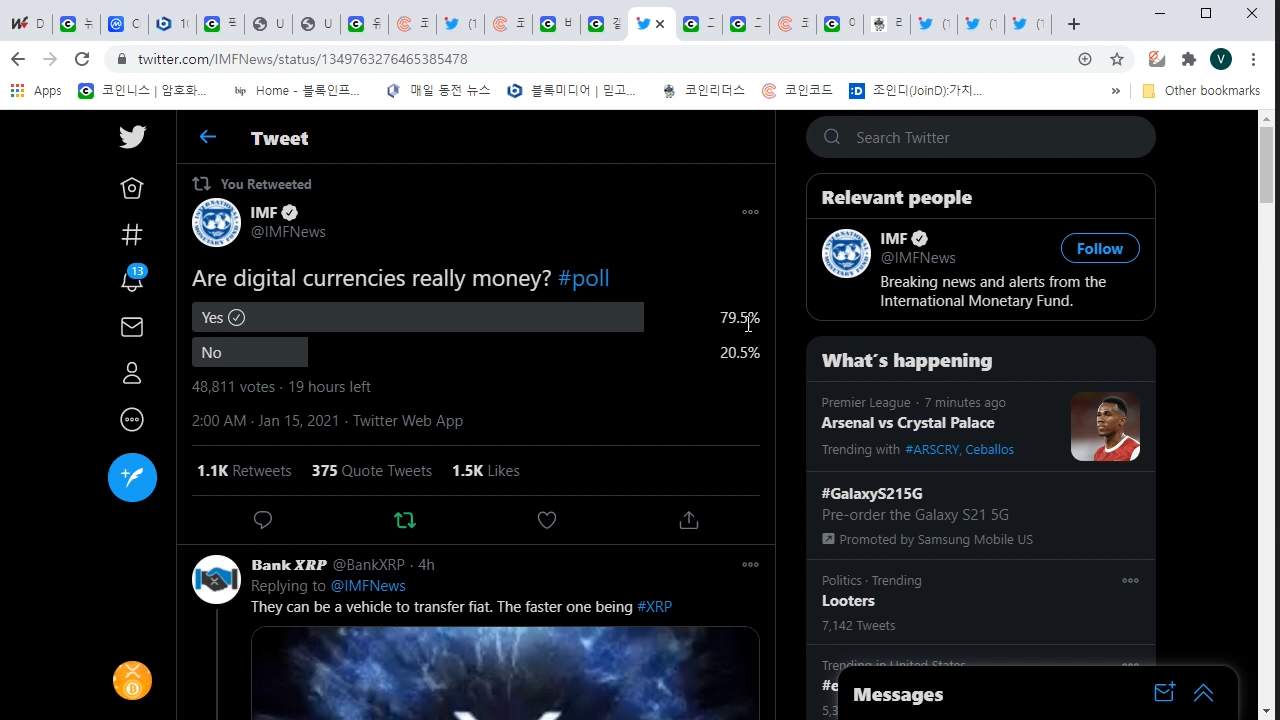 twitter.com/IMFNews/status/1349763276465385478
V
Apps
코인니스 | 암호화...
bip Home - 블록인프...
매일 동전 뉴스
블록미디어 | 믿고...
코인리더스
코인코드
:D 조인디(JoinD):가치...
»
Other bookmarks
Tweet
You Retweeted
IMF
@IMFNews
Are digital currencies really money? #poll
Yes 79.5%
No 20.5%
48,811 votes · 19 hours left
2:00 AM · Jan 15, 2021 · Twitter Web App
1.1K Retweets 375 Quote Tweets 1.5K Likes
Bank XRP @BankXRP · 4h
Replying to @IMFNews
They can be a vehicle to transfer fiat. The faster one being #XRP
13
Search Twitter
Relevant people
IMF
@IMFNews
Follow
Breaking news and alerts from the
International Monetary Fund.
What's happening
Premier League · 7 minutes ago
Arsenal vs Crystal Palace
Trending with #ARSCRY, Ceballos
#GalaxyS215G
Pre-order the Galaxy S21 5G
Promoted by Samsung Mobile US
Politics · Trending
Looters
7,142 Tweets
Trending in United States
Messages